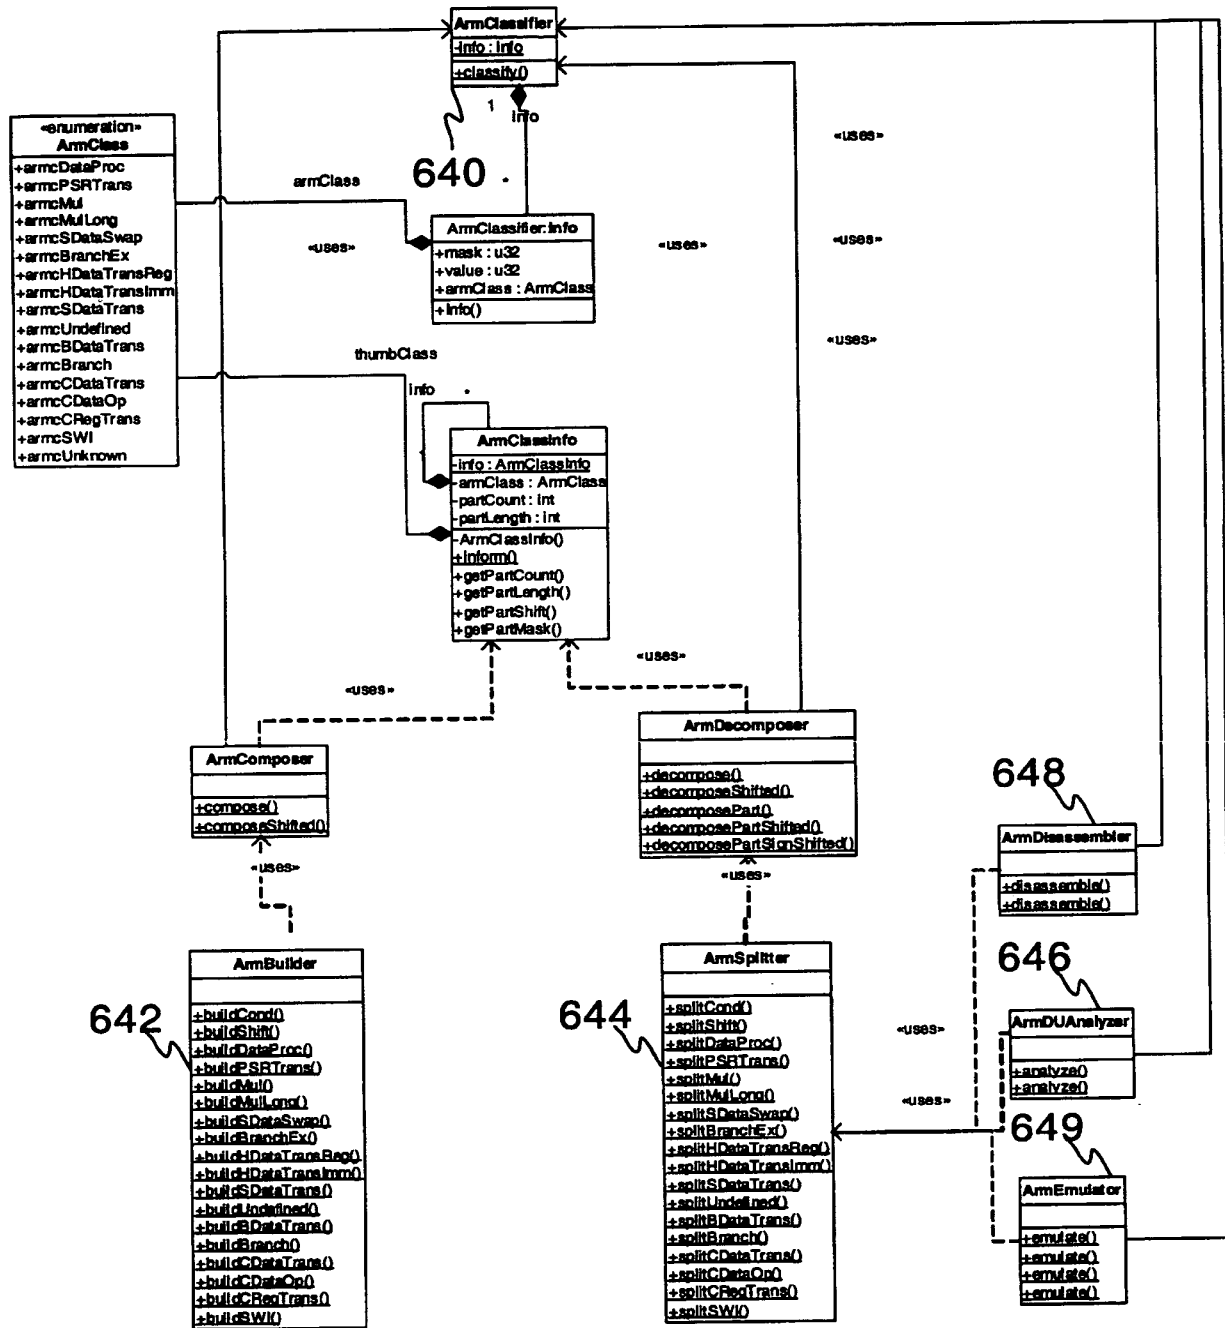 ArmClassifier
-info : Info
+classify()
1
info
640
*
«uses»
«enumeration»
ArmClass
+armcDataProc
+armcPSRTrans
+armcMul
+armcMulLong
+armcSDataSwap
+armcBranchEx
+armcHDataTransReg
+armcHDataTransImm
+armcSDataTrans
+armcUndefined
+armcBDataTrans
+armcBranch
+armcCDataTrans
+armcCDataOp
+armcCRegTrans
+armcSWI
+armcUnknown
armClass
«uses»
ArmClassifier:Info
+mask : u32
+value : u32
+armClass : ArmClass
+Info()
«uses»
«uses»
«uses»
thumbClass
info
*
ArmClassInfo
-info : ArmClassInfo
-armClass : ArmClass
-partCount : int
-partLength : int
-ArmClassInfo()
+inform()
+getPartCount()
+getPartLength()
+getPartShift()
+getPartMask()
«uses»
«uses»
ArmComposer
+compose()
+composeShifted()
«uses»
ArmDecomposer
+decompose()
+decomposeShifted()
+decomposePart()
+decomposePartShifted()
+decomposePartSignShifted()
«uses»
648
ArmDisassembler
+disassemble()
+disassemble()
642
ArmBuilder
+buildCond()
+buildShift()
+buildDataProc()
+buildPSRTrans()
+buildMul()
+buildMulLong()
+buildSDataSwap()
+buildBranchEx()
+buildHDataTransReg()
+buildHDataTransImm()
+buildSDataTrans()
+buildUndefined()
+buildBDataTrans()
+buildBranch()
+buildCDataTrans()
+buildCDataOp()
+buildCRegTrans()
+buildSWI()
644
ArmSplitter
+splitCond()
+splitShift()
+splitDataProc()
+splitPSRTrans()
+splitMul()
+splitMulLong()
+splitSDataSwap()
+splitBranchEx()
+splitHDataTransReg()
+splitHDataTransImm()
+splitSDataTrans()
+splitUndefined()
+splitBDataTrans()
+splitBranch()
+splitCDataTrans()
+splitCDataOp()
+splitCRegTrans()
+splitSWI()
646
ArmDUAnalyzer
+analyze()
+analyze()
«uses»
«uses»
649
ArmEmulator
+emulate()
+emulate()
+emulate()
+emulate()